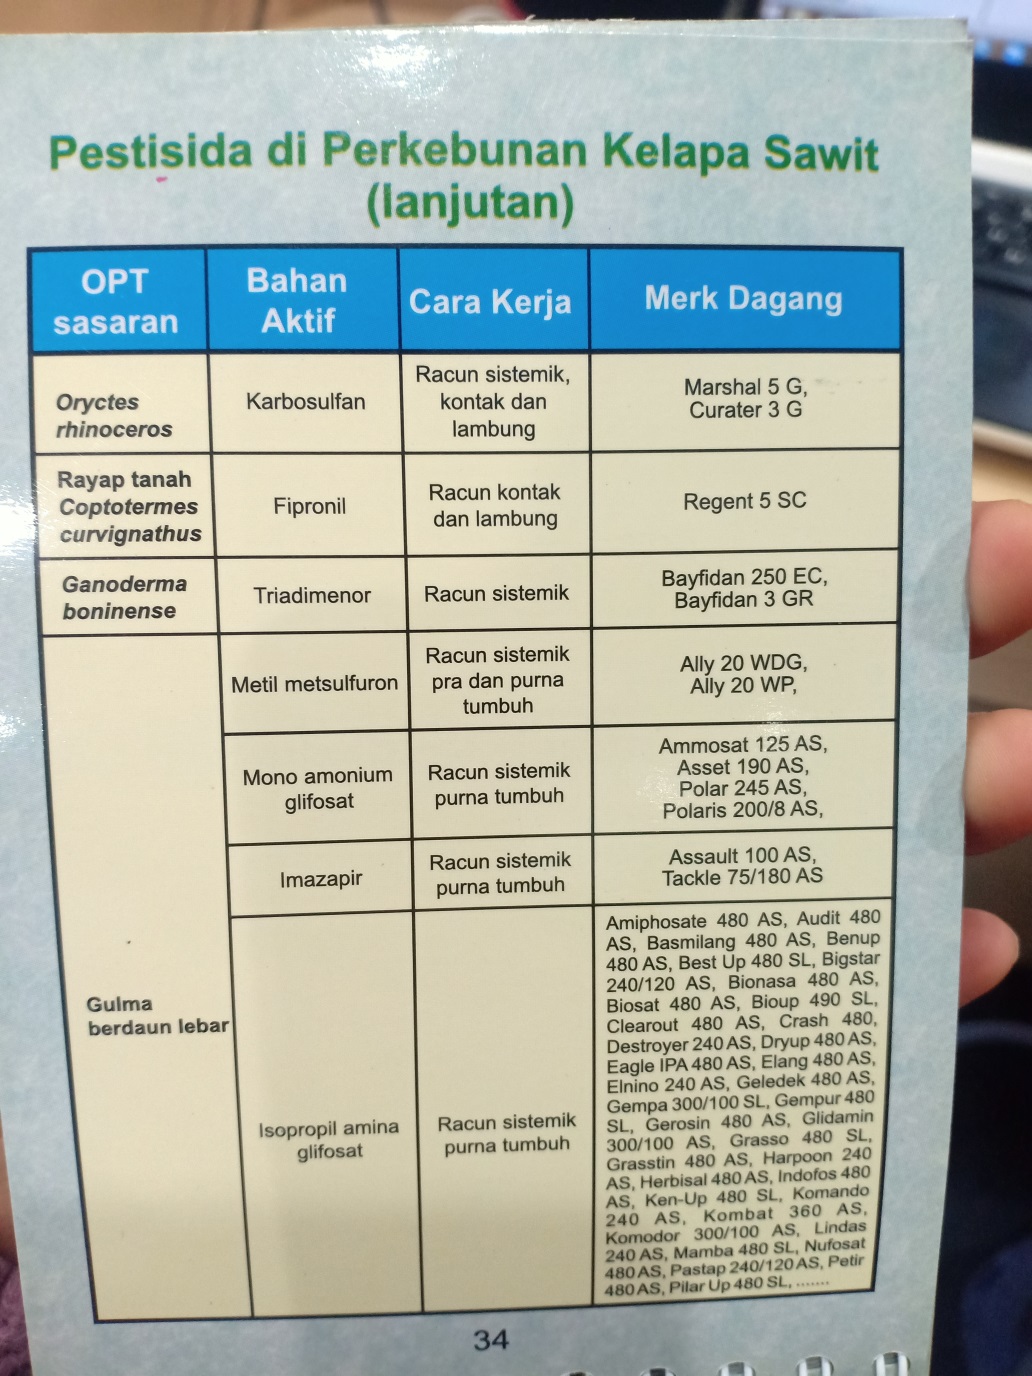 Pestisida di Perkebunan Kelapa Sawit
(lanjutan)
OPT
sasaran
Bahan
Aktif
Cara Kerja
Merk Dagang
Oryctes
rhinoceros
Karbosulfan
Racun sistemik,
kontak dan
lambung
Marshal 5 G,
Curater 3 G
Rayap tanah
Coptotermes
curvignathus
Fipronil
Racun kontak
dan lambung
Regent 5 SC
Ganoderma
boninense
Triadimenor
Racun sistemik
Bayfidan 250 EC,
Bayfidan 3 GR
Gulma
berdaun lebar
Metil metsulfuron
Racun sistemik
pra dan purna
tumbuh
Ally 20 WDG,
Ally 20 WP,
Mono amonium
glifosat
Racun sistemik
purna tumbuh
Ammosat 125 AS,
Asset 190 AS,
Polar 245 AS,
Polaris 200/8 AS,
Imazapir
Racun sistemik
purna tumbuh
Assault 100 AS,
Tackle 75/180 AS
Isopropil amina
glifosat
Racun sistemik
purna tumbuh
Amiphosate 480 AS, Audit 480
AS, Basmilang 480 AS, Benup
480 AS, Best Up 480 SL, Bigstar
240/120 AS, Bionasa 480 AS,
Biosat 480 AS, Bioup 490 SL,
Clearout 480 AS, Crash 480,
Destroyer 240 AS, Dryup 480 AS,
Eagle IPA 480 AS, Elang 480 AS,
Elnino 240 AS, Geledek 480 AS,
Gempa 300/100 SL, Gempur 480
SL, Gerosin 480 AS, Glidamin
300/100 AS, Grasso 480 SL,
Grasstin 480 AS, Harpoon 240
AS, Herbisal 480 AS, Indofos 480
AS, Ken-Up 480 SL, Komando
240 AS, Kombat 360 AS,
Komodor 300/100 AS, Lindas
240 AS, Mamba 480 SL, Nufosat
480 AS, Pastap 240/120 AS, Petir
480 AS, Pilar Up 480 SL, .......
34